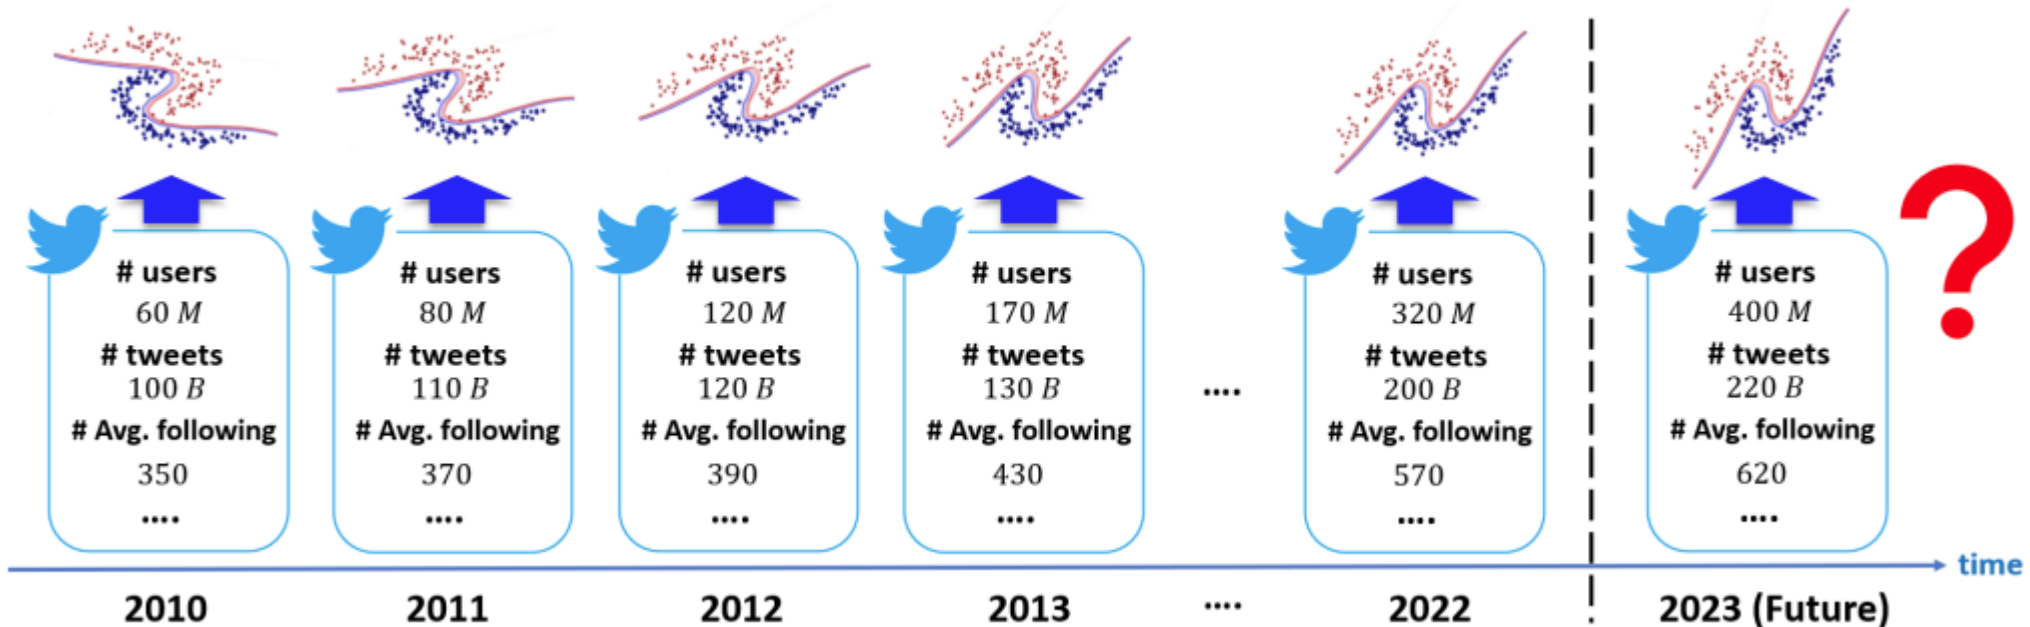 # users
60 M
# tweets
100 B
# Avg. following
350
....
# users
80 M
# tweets
110 B
# Avg. following
370
....
# users
120 M
# tweets
120 B
# Avg. following
390
....
# users
170 M
# tweets
130 B
# Avg. following
430
....
....
# users
320 M
# tweets
200 B
# Avg. following
570
....
# users
400 M
# tweets
220 B
# Avg. following
620
....
?
time
2010
2011
2012
2013
....
2022
2023 (Future)